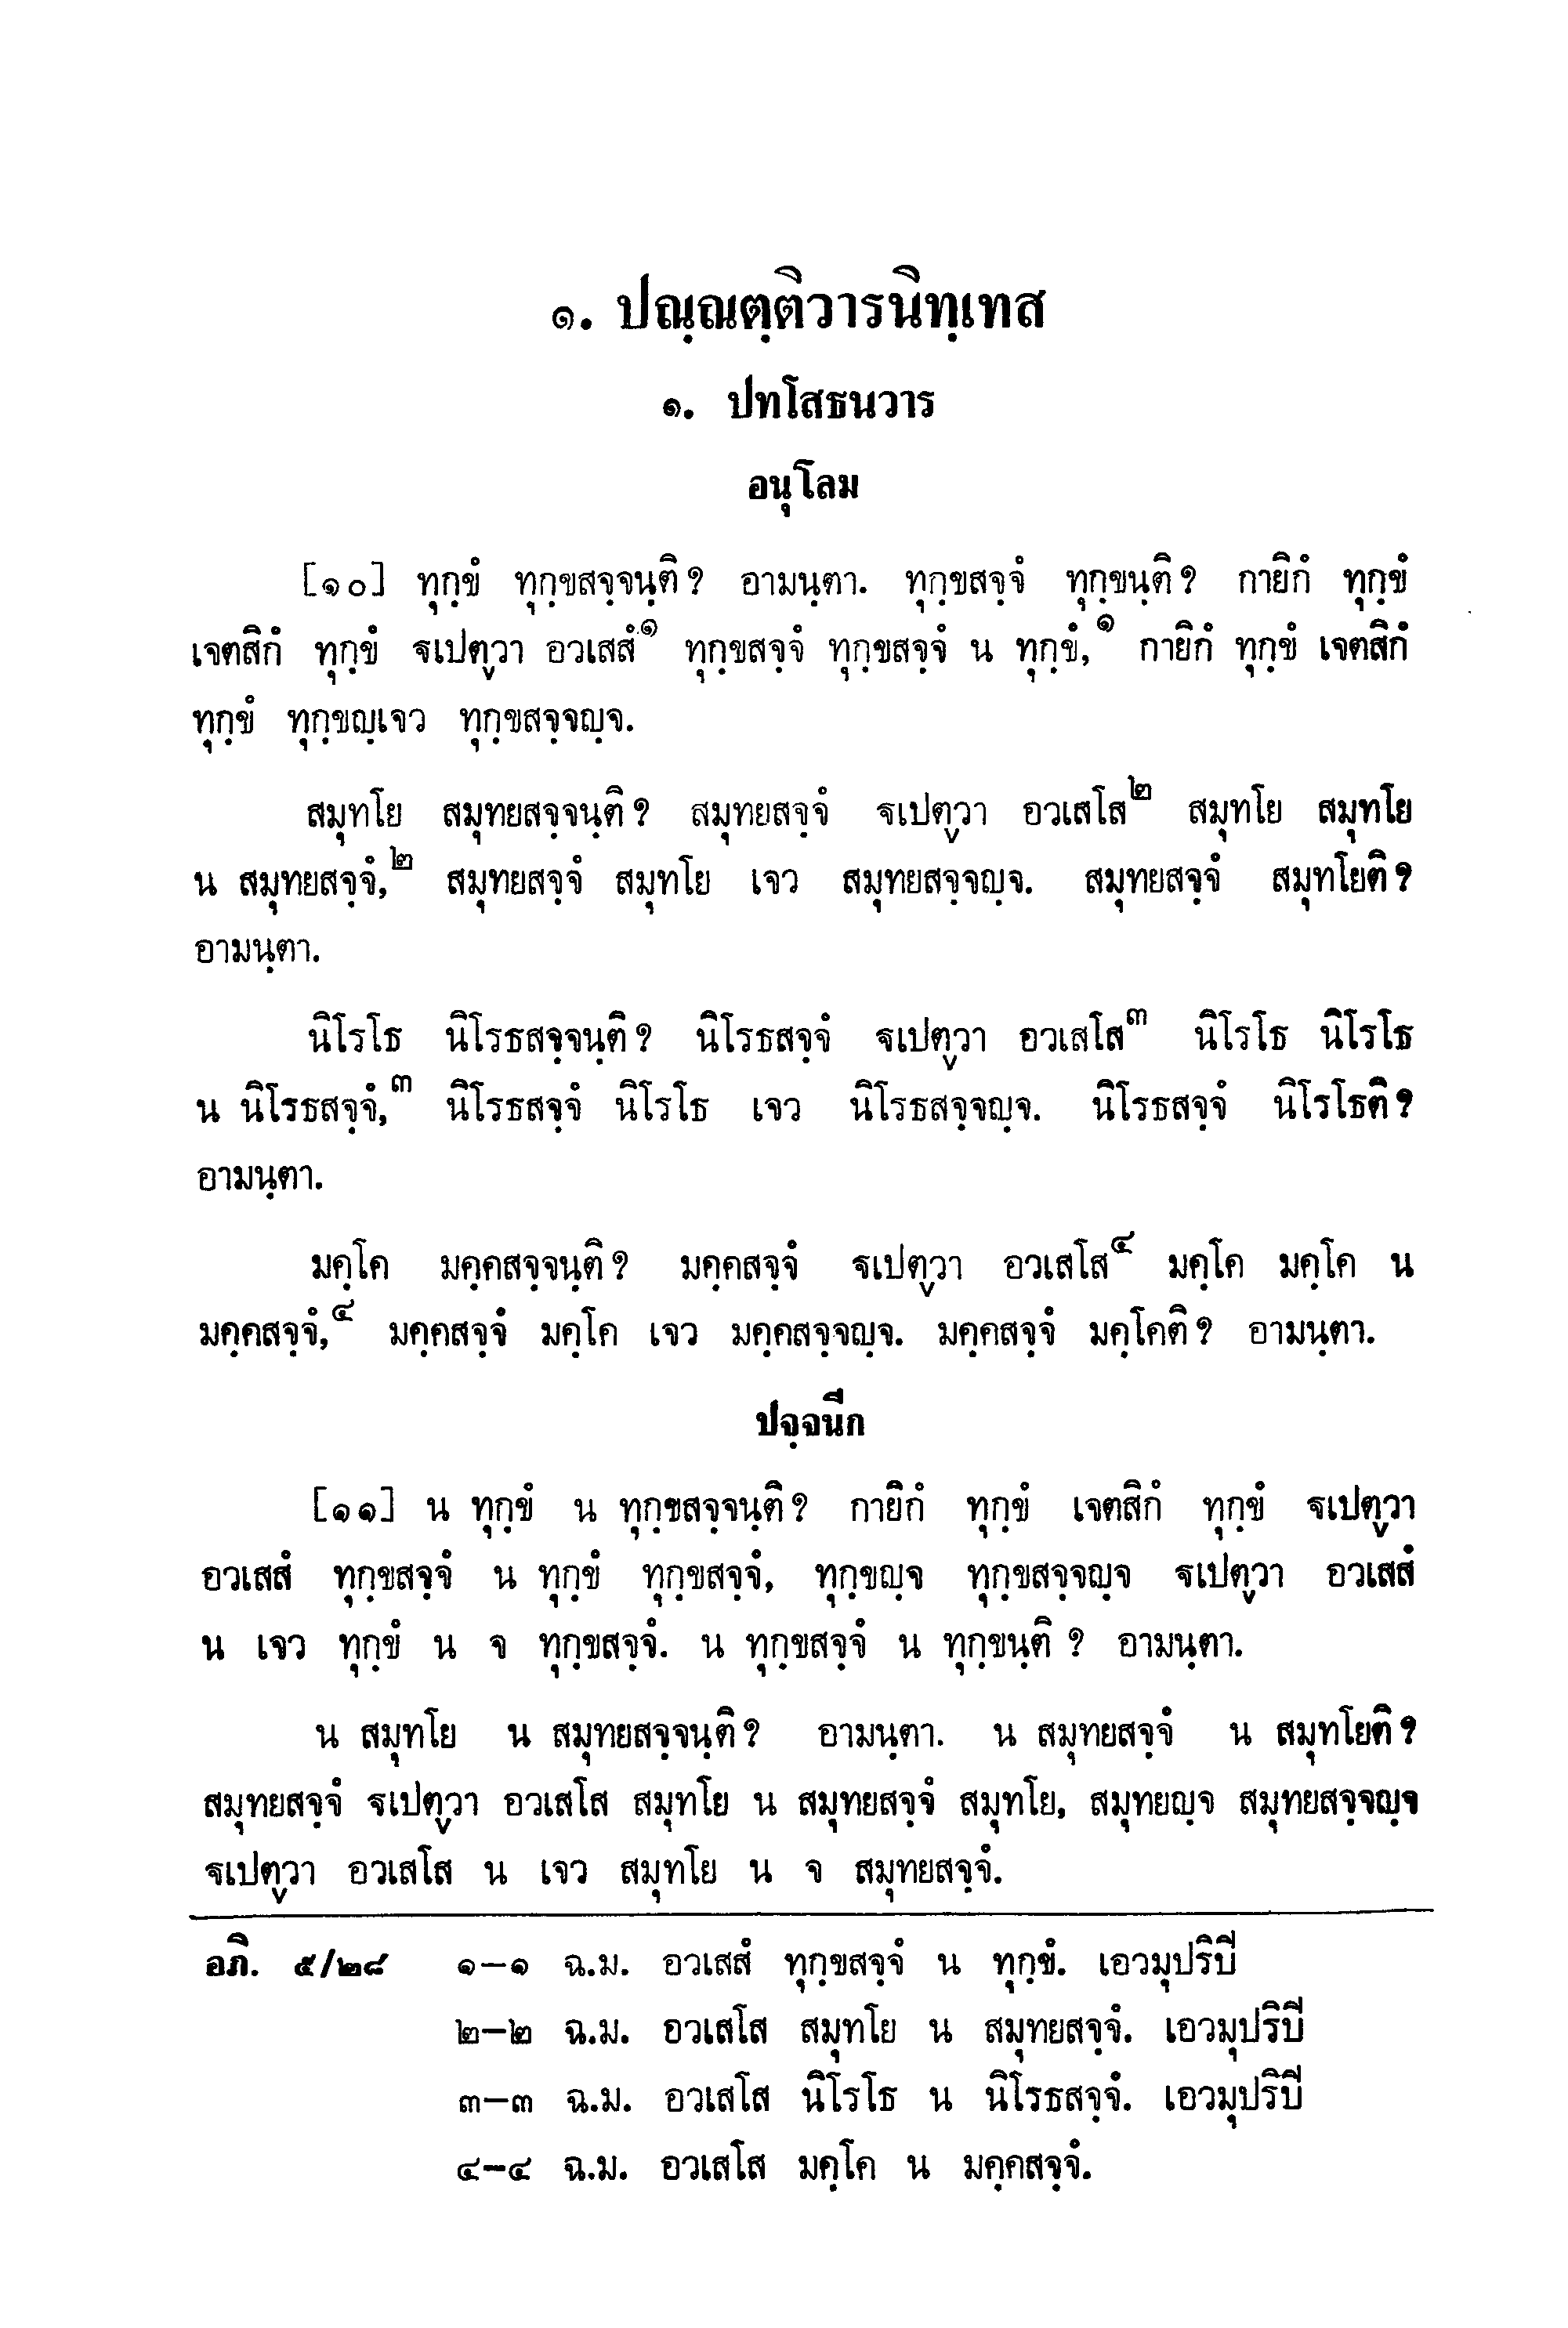 ๑. ปณฺณตฺติวารนิทฺเทส
๑. ปทโสธนวาร
อนุโลม
[๑๐] ทุกฺขํ ทุกฺขสจฺจนฺติ? อามนฺตา. ทุกฺขสจฺจํ ทุกฺขนฺติ? กายิกํ ทุกฺขํ
เจตสิกํ ทุกฺขํ ฐเปตฺวา อวเสสํ๑ ทุกฺขสจฺจํ ทุกฺขสจฺจํ น ทุกฺขํ,๑ กายิกํ ทุกฺขํ เจตสิกํ
ทุกฺขํ ทุกฺขญฺเจว ทุกฺขสจฺจญฺจ.
สมุทโย สมุทยสจฺจนฺติ? สมุทยสจฺจํ ฐเปตฺวา อวเสโส๒ สมุทโย สมุทโย
น สมุทยสจฺจํ,๒ สมุทยสจฺจํ สมุทโย เจว สมุทยสจฺจญฺจ. สมุทยสจฺจํ สมุทโยติ?
อามนฺตา.
นิโรโธ นิโรธสจฺจนฺติ? นิโรธสจฺจํ ฐเปตฺวา อวเสโส๓ นิโรโธ นิโรโธ
น นิโรธสจฺจํ,๓ นิโรธสจฺจํ นิโรโธ เจว นิโรธสจฺจญฺจ. นิโรธสจฺจํ นิโรโธติ?
อามนฺตา.
มคฺโค มคฺคสจฺจนฺติ? มคฺคสจฺจํ ฐเปตฺวา อวเสโส๔ มคฺโค มคฺโค น
มคฺคสจฺจํ,๔ มคฺคสจฺจํ มคฺโค เจว มคฺคสจฺจญฺจ. มคฺคสจฺจํ มคฺโคติ? อามนฺตา.
ปจฺจนีก
[๑๑] น ทุกฺขํ น ทุกฺขสจฺจนฺติ? กายิกํ ทุกฺขํ เจตสิกํ ทุกฺขํ ฐเปตฺวา
อวเสสํ ทุกฺขสจฺจํ น ทุกฺขํ ทุกฺขสจฺจํ, ทุกฺขญฺจ ทุกฺขสจฺจญฺจ ฐเปตฺวา อวเสสํ
น เจว ทุกฺขํ น จ ทุกฺขสจฺจํ. น ทุกฺขสจฺจํ น ทุกฺขนฺติ ? อามนฺตา.
น สมุทโย น สมุทยสจฺจนฺติ? อามนฺตา. น สมุทยสจฺจํ น สมุทโยติ?
สมุทยสจฺจํ ฐเปตฺวา อวเสโส สมุทโย น สมุทยสจฺจํ สมุทโย, สมุทยญฺจ สมุทยสจฺจญฺจ
ฐเปตฺวา อวเสโส น เจว สมุทโย น จ สมุทยสจฺจํ.
อภิ. ๕/๒๘ ๑-๑ ฉ.ม. อวเสสํ ทุกฺขสจฺจํ น ทุกฺขํ. เอวมุปริปี
๒-๒ ฉ.ม. อวเสโส สมุทโย น สมุทยสจฺจํ. เอวมุปริปี
๓-๓ ฉ.ม. อวเสโส นิโรโธ น นิโรธสจฺจํ. เอวมุปริปี
๔-๔ ฉ.ม. อวเสโส มคฺโค น มคฺคสจฺจํ.